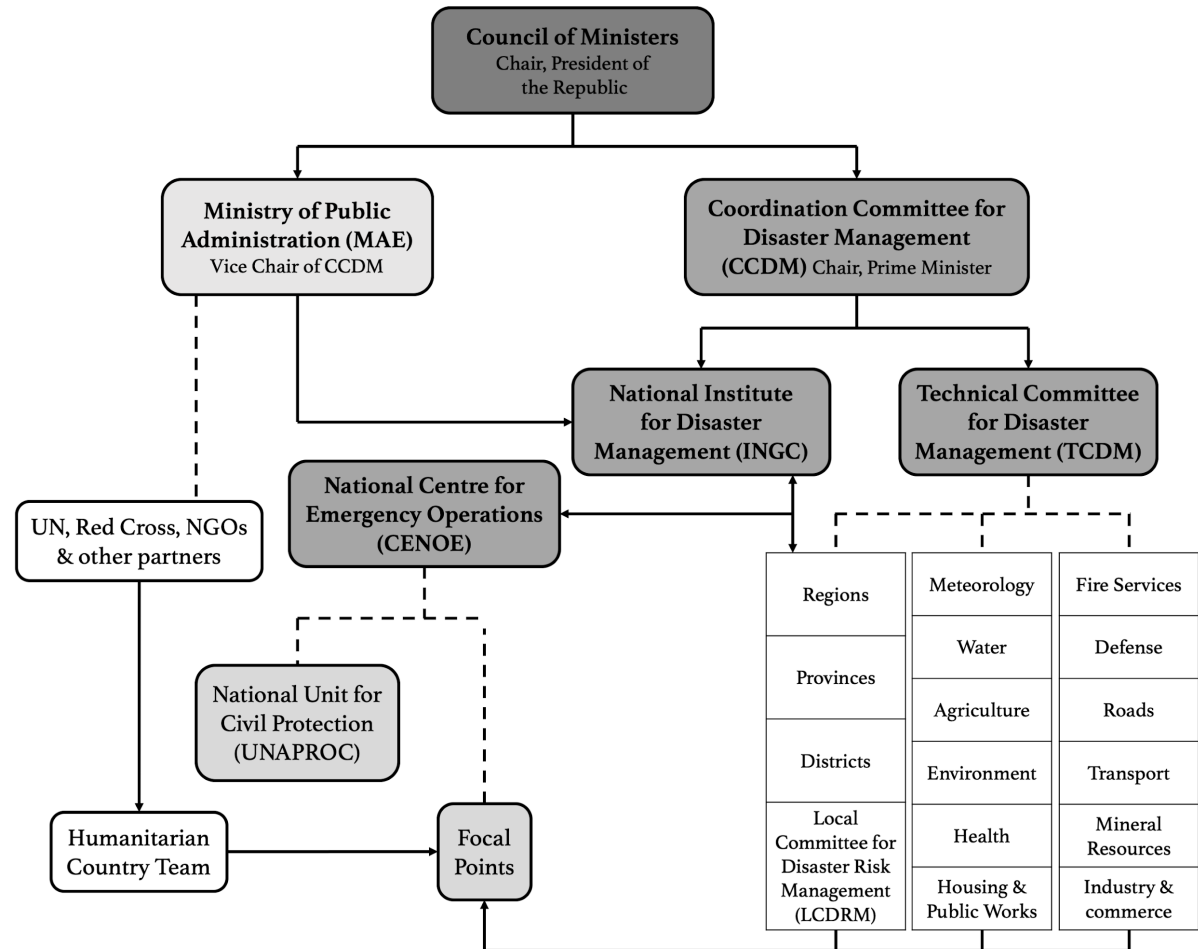 Council of Ministers
Chair, President of
the Republic
Ministry of Public
Administration (MAE)
Vice Chair of CCDM
Coordination Committee for
Disaster Management
(CCDM) Chair, Prime Minister
National Institute
for Disaster
Management (INGC)
Technical Committee
for Disaster
Management (TCDM)
National Centre for
Emergency Operations
(CENOE)
UN, Red Cross, NGOs
& other partners
National Unit for
Civil Protection
(UNAPROC)
Humanitarian
Country Team
Focal
Points
Regions
Provinces
Districts
Local
Committee for
Disaster Risk
Management
(LCDRM)
Meteorology
Water
Agriculture
Environment
Health
Housing &
Public Works
Fire Services
Defense
Roads
Transport
Mineral
Resources
Industry &
commerce